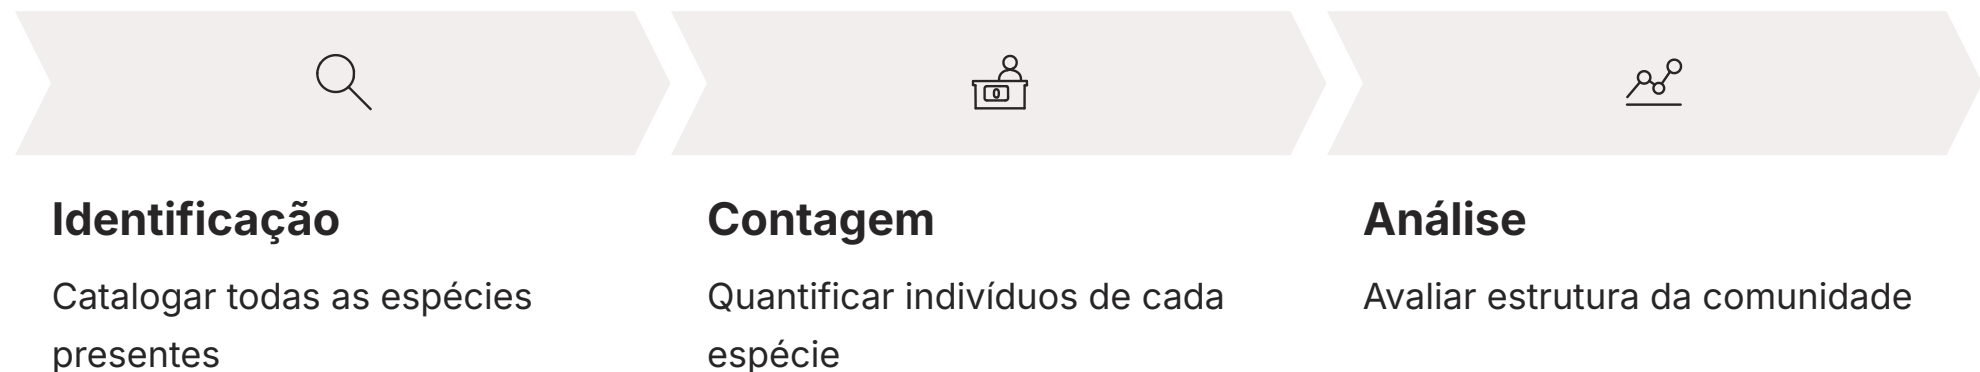 Identificação
Catalogar todas as espécies
presentes
Contagem
Quantificar indivíduos de cada
espécie
Análise
Avaliar estrutura da comunidade